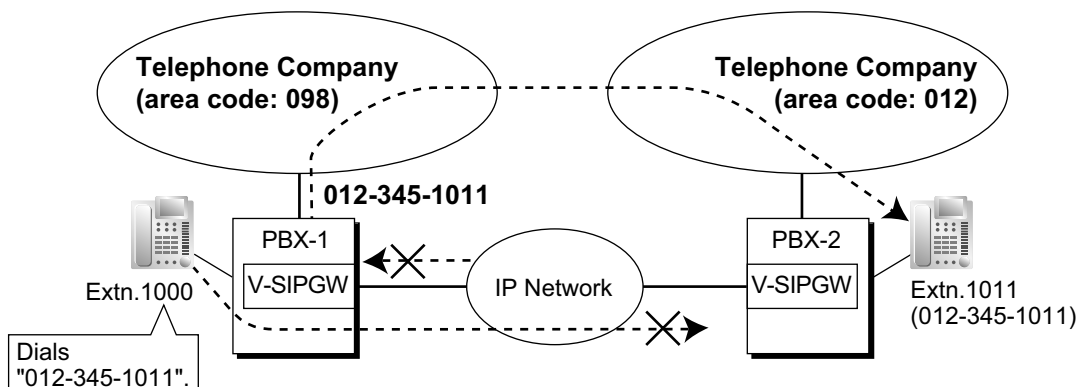 Telephone Company
(area code: 098)
Telephone Company
(area code: 012)
012-345-1011
PBX-1
V-SIPGW
IP Network
PBX-2
V-SIPGW
Extn.1000
Extn.1011
(012-345-1011)
Dials
"012-345-1011".